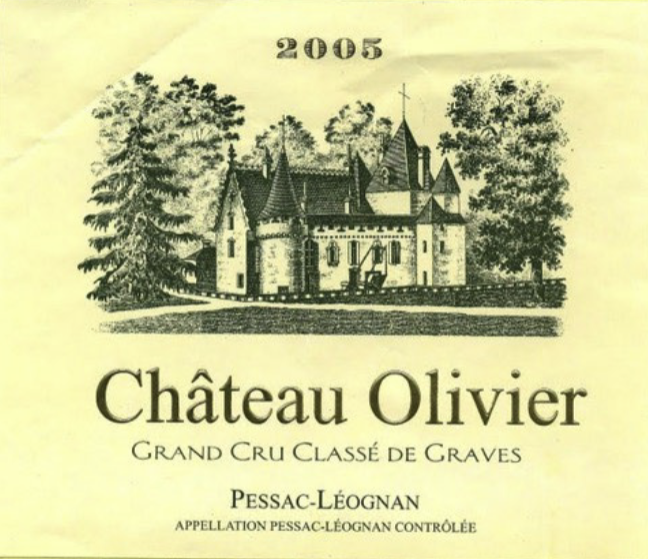 2005
Château Olivier
GRAND CRU CLASSÉ DE GRAVES
PESSAC-LÉOGNAN
APPELLATION PESSAC-LÉOGNAN CONTRÔLÉE